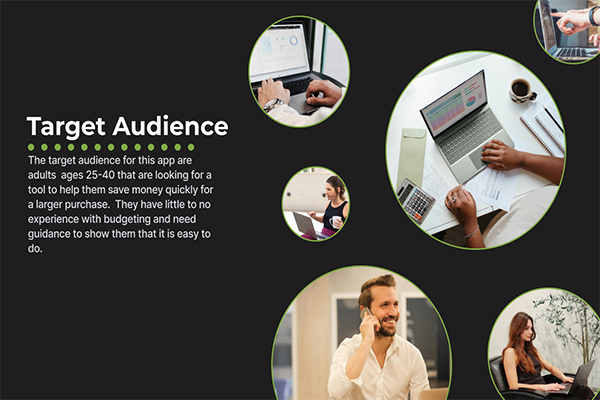 Target Audience
The target audience for this app are
adults ages 25-40 that are looking for a
tool to help them save money quickly for
a larger purchase. They have little to no
experience with budgeting and need
guidance to show them that it is easy to
do.